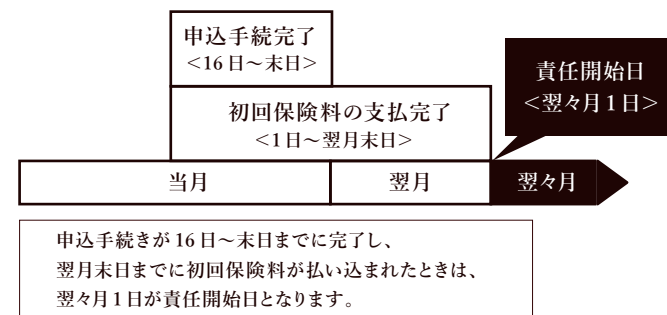 申込手続完了
<16日～末日>
初回保険料の支払完了
<1日～翌月末日>
責任開始日
<翌々月1日>
当月
翌月
翌々月
申込手続きが16日～末日までに完了し、
翌月末日までに初回保険料が払い込まれたときは、
翌々月1日が責任開始日となります。